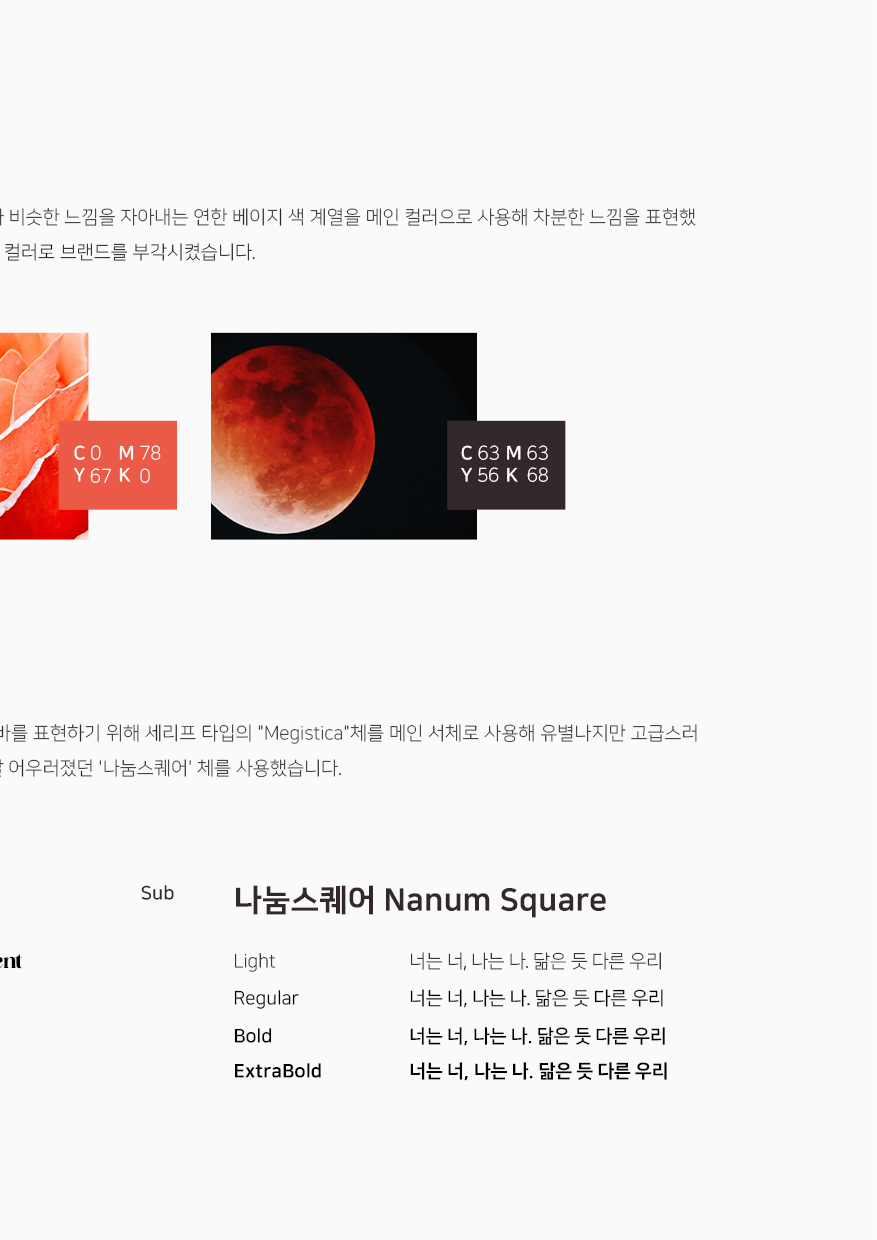 비슷한 느낌을 자아내는 연한 베이지 색 계열을 메인 컬러으로 사용해 차분한 느낌을 표현했
컬러로 브랜드를 부각시켰습니다.
C 0 M 78
Y 67 K 0
C 63 M 63
Y 56 K 68
바를 표현하기 위해 세리프 타입의 "Megistica"체를 메인 서체로 사용해 유별나지만 고급스러
어우러졌던 '나눔스퀘어' 체를 사용했습니다.
Sub
나눔스퀘어 Nanum Square
ent
Light 너는 너, 나는 나. 닮은 듯 다른 우리
Regular 너는 너, 나는 나. 닮은 듯 다른 우리
Bold 너는 너, 나는 나. 닮은 듯 다른 우리
ExtraBold 너는 너, 나는 나. 닮은 듯 다른 우리